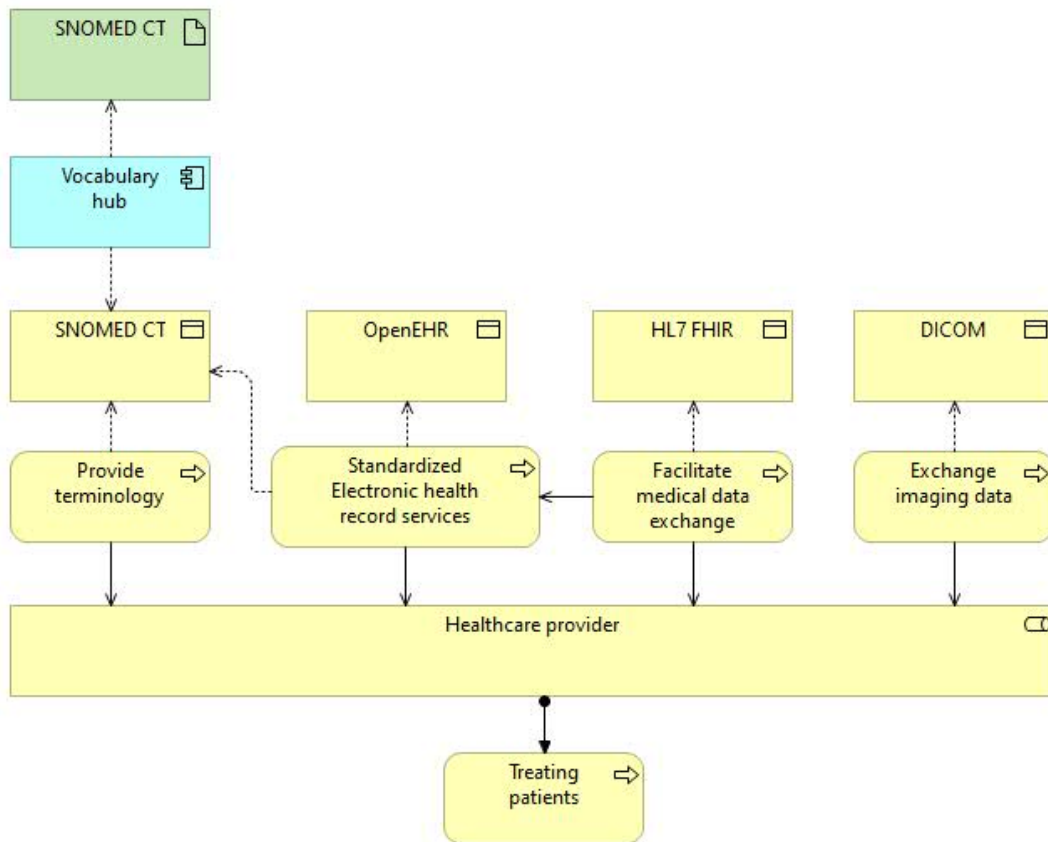 SNOMED CT
Vocabulary
hub
SNOMED CT
OpenEHR
HL7 FHIR
DICOM
Provide
terminology
Standardized
Electronic health
record services
Facilitate
medical data
exchange
Exchange
imaging data
Healthcare provider
Treating
patients